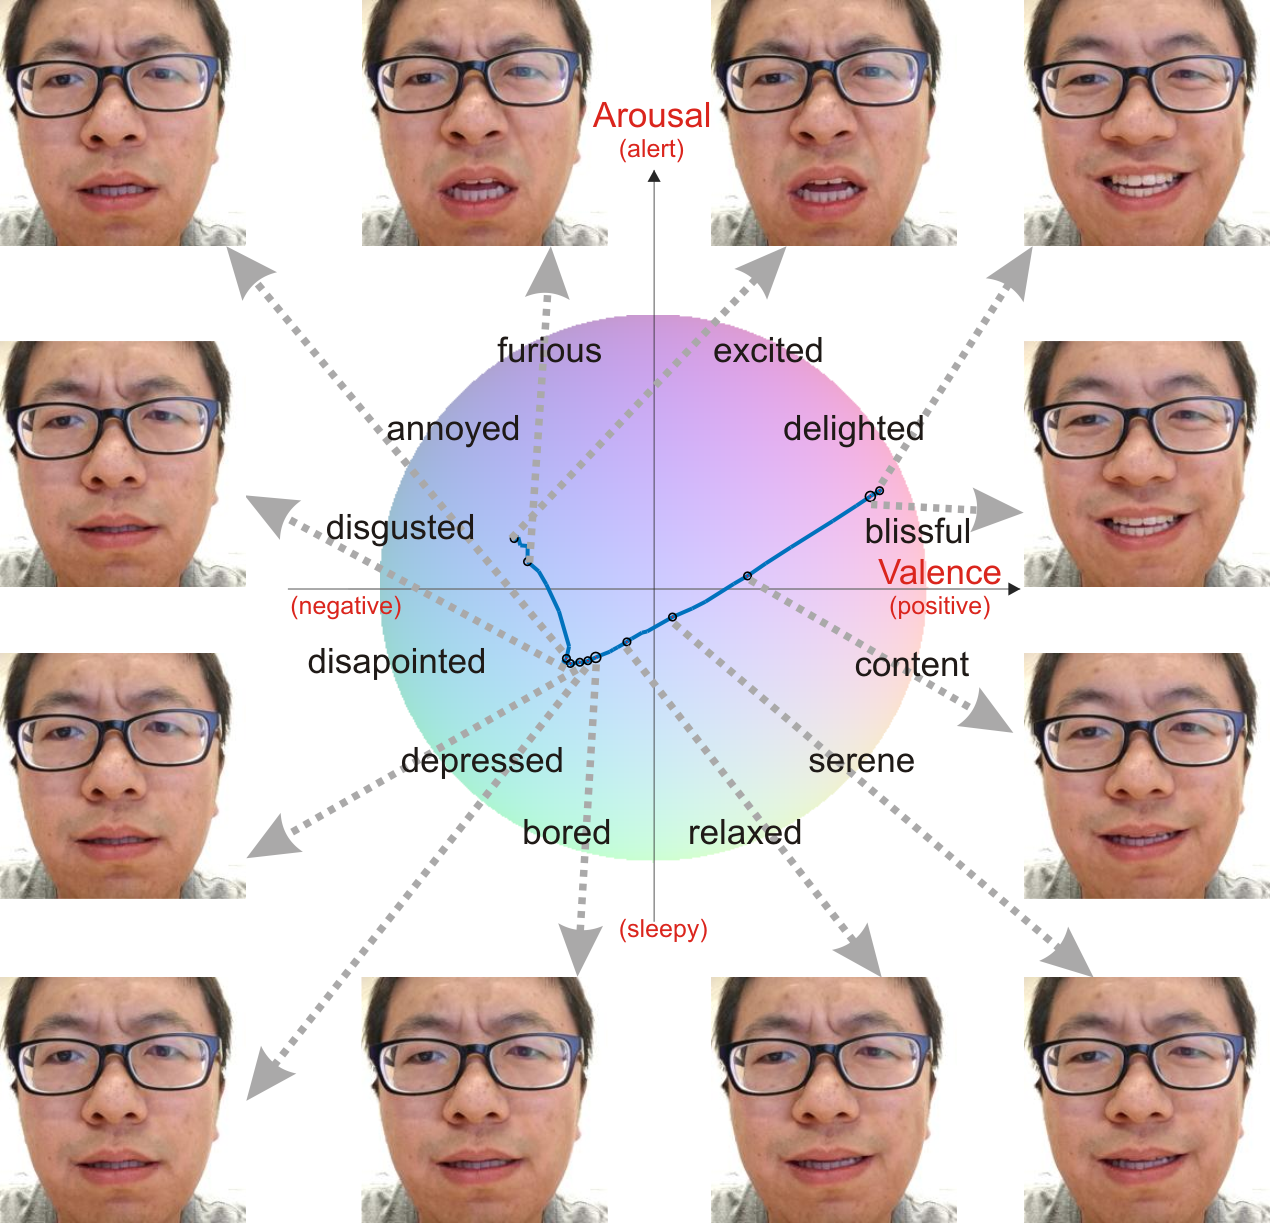 Arousal
(alert)
furious
excited
annoyed
delighted
disgusted
blissful
Valence
(negative)
(positive)
disapointed
content
depressed
serene
bored
relaxed
(sleepy)